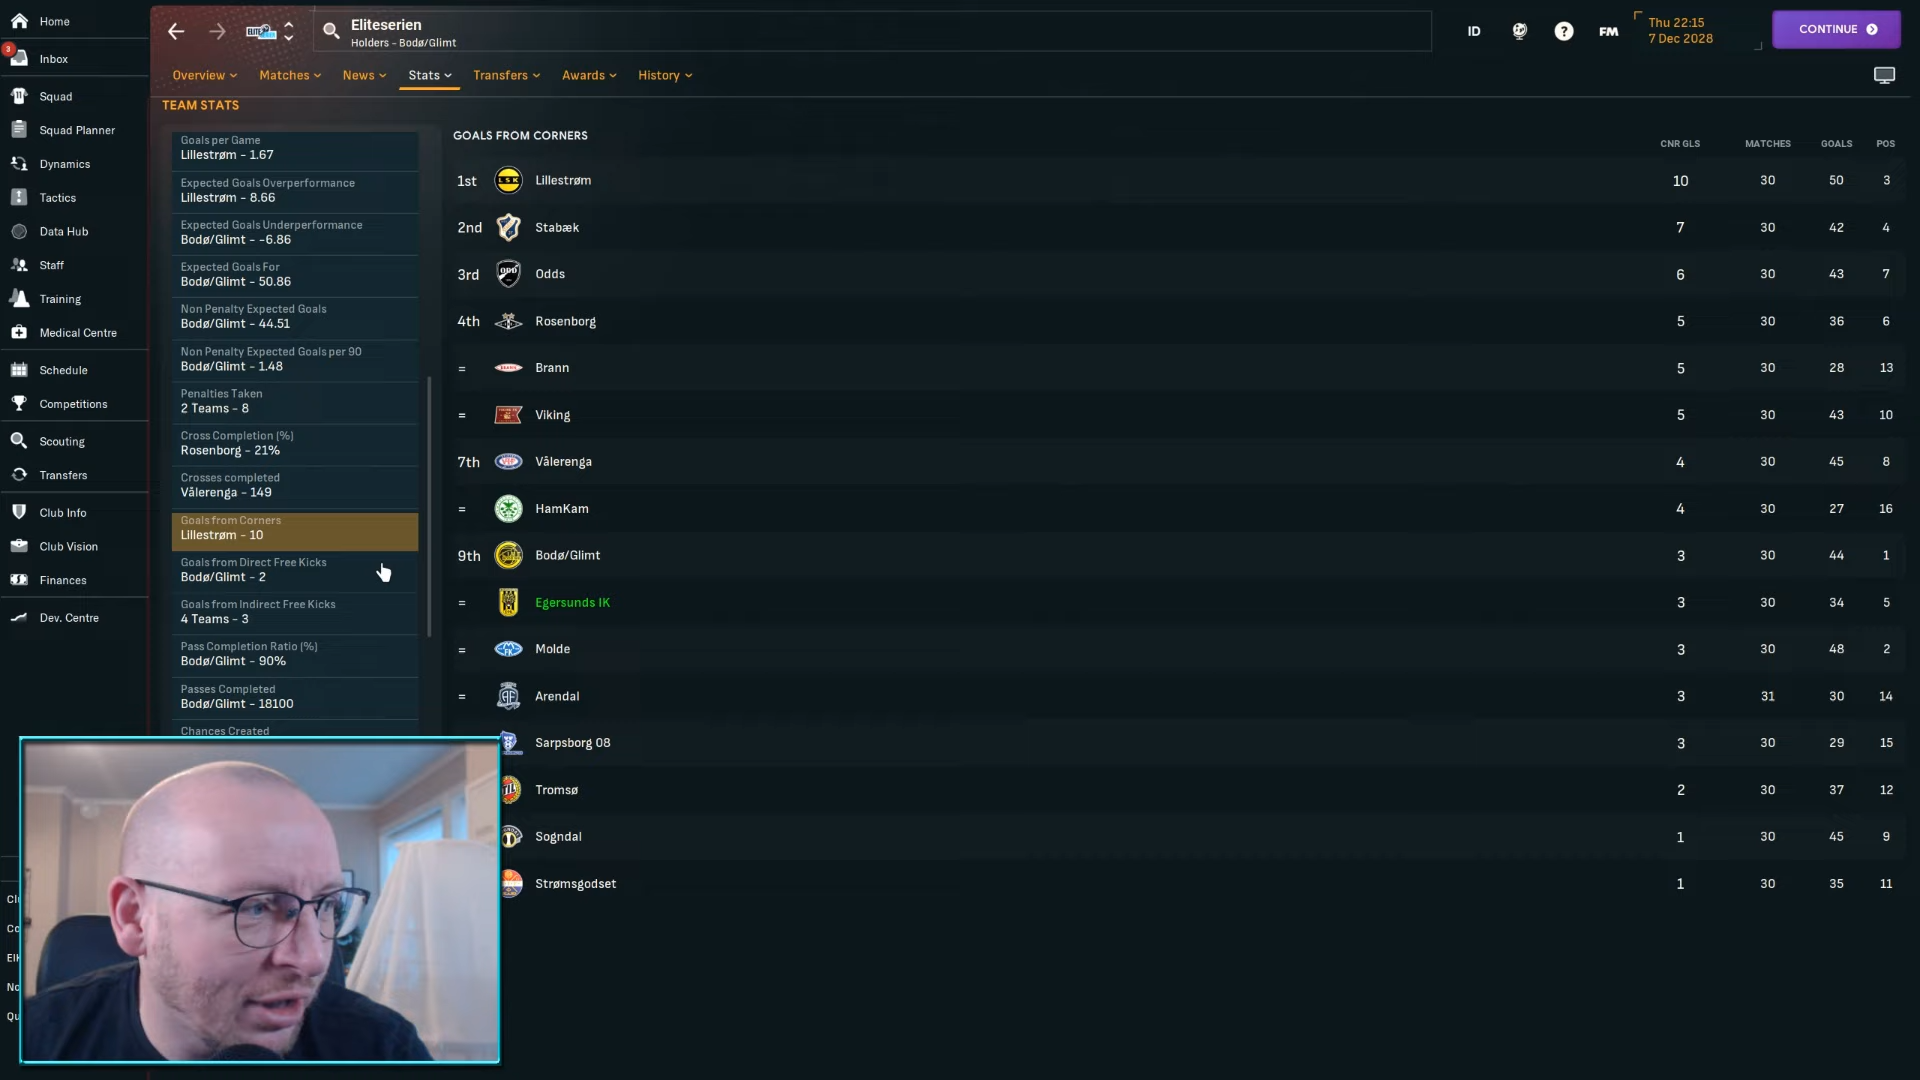 Home
3
Inbox
Squad
Squad Planner
Dynamics
Tactics
Data Hub
Staff
Training
Medical Centre
Schedule
Competitions
Scouting
Transfers
Club Info
Club Vision
Finances
Dev. Centre
Eliteserien
Holders - Bodø/Glimt
ID
FM
Thu 22:15
7 Dec 2028
CONTINUE
Overview
Matches
News
Stats
Transfers
Awards
History
TEAM STATS
Goals per Game
Lillestrøm - 1.67
Expected Goals Overperformance
Lillestrøm - 8.66
Expected Goals Underperformance
Bodø/Glimt - -6.86
Expected Goals For
Bodø/Glimt - 50.86
Non Penalty Expected Goals
Bodø/Glimt - 44.51
Non Penalty Expected Goals per 90
Bodø/Glimt - 1.48
Penalties Taken
2 Teams - 8
Cross Completion (%)
Rosenborg - 21%
Crosses completed
Vålerenga - 149
Goals from Corners
Lillestrøm - 10
Goals from Direct Free Kicks
Bodø/Glimt - 2
Goals from Indirect Free Kicks
4 Teams - 3
Pass Completion Ratio (%)
Bodø/Glimt - 90%
Passes Completed
Bodø/Glimt - 18100
Chances Created
GOALS FROM CORNERS
CNR GLS MATCHES GOALS POS
1st LSK Lillestrøm 10 30 50 3
2nd Stabæk 7 30 42 4
3rd ODD Odds 6 30 43 7
4th Rosenborg 5 30 36 6
= BRANN Brann 5 30 28 13
= Viking 5 30 43 10
7th VIF Vålerenga 4 30 45 8
= HamKam 4 30 27 16
9th Bodø/Glimt 3 30 44 1
= Egersunds IK 3 30 34 5
= FK Molde 3 30 48 2
= Arendal 3 31 30 14
Sarpsborg 08 3 30 29 15
TIL Tromsø 2 30 37 12
Sogndal 1 30 45 9
Strømsgodset 1 30 35 11